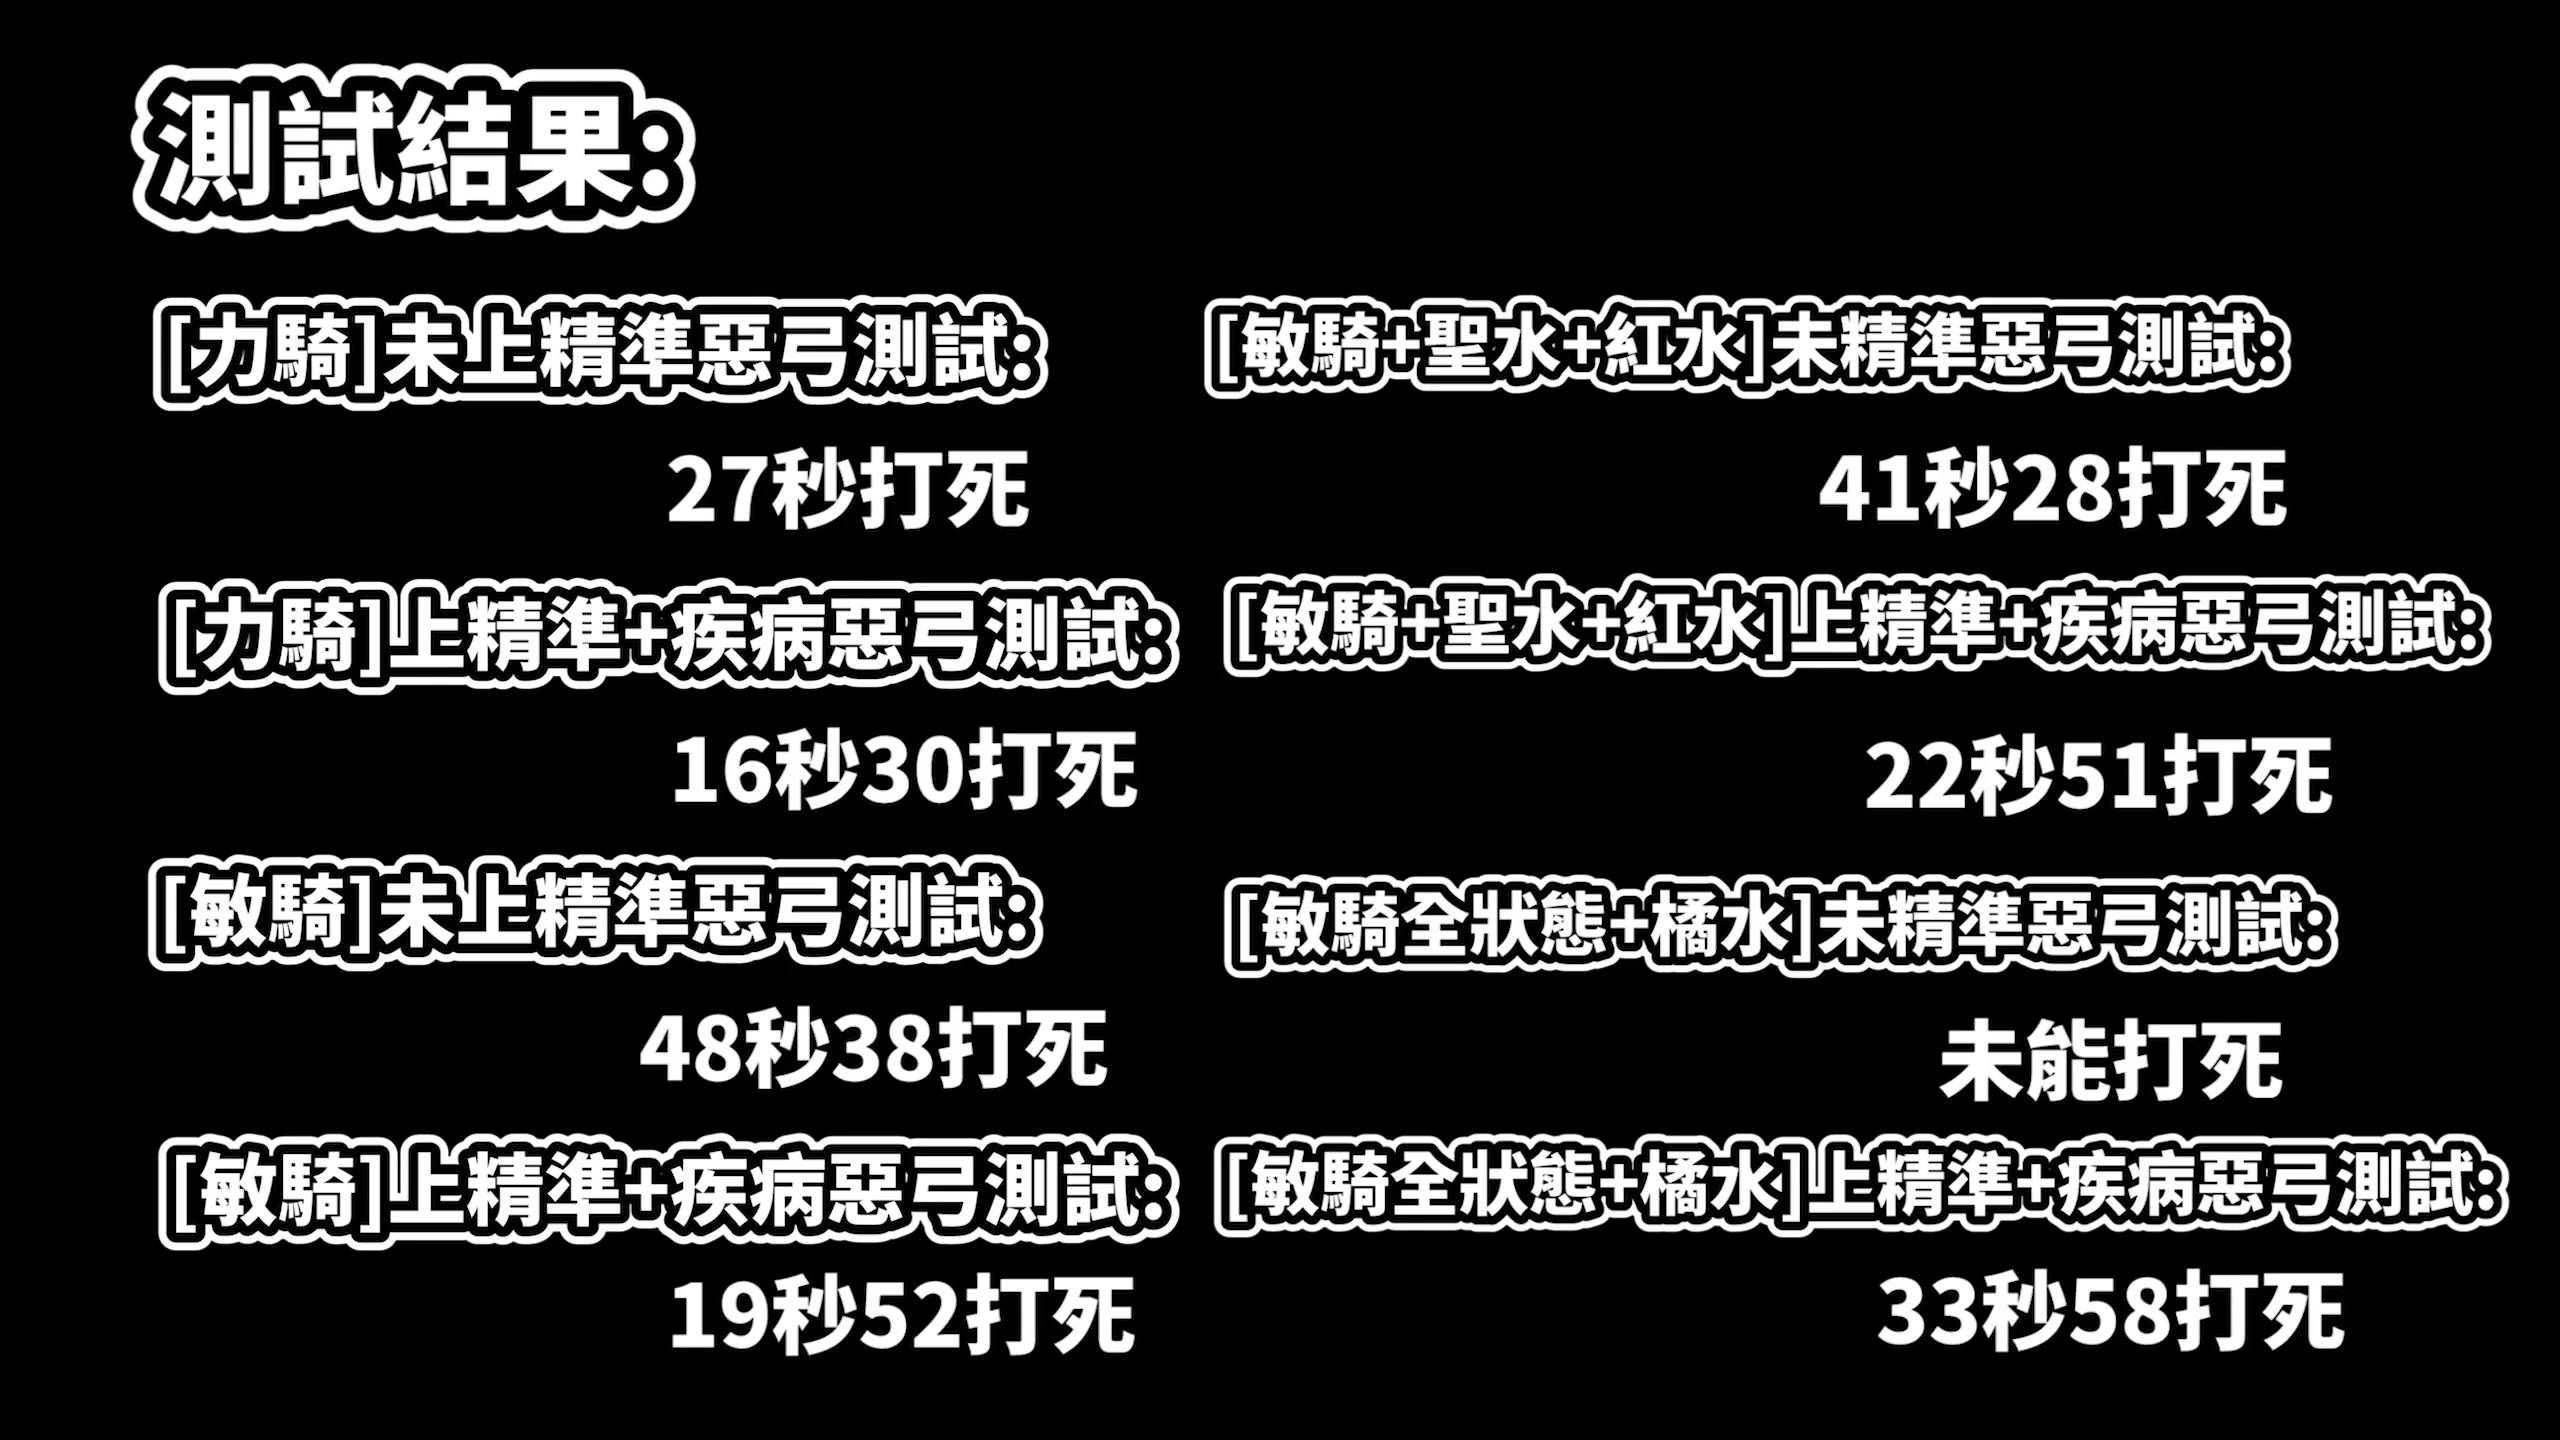 測試結果:
[力騎]未上精準惡弓測試:
27秒打死
[力騎]上精準+疾病惡弓測試:
16秒30打死
[敏騎]未上精準惡弓測試:
48秒38打死
[敏騎]上精準+疾病惡弓測試:
19秒52打死
[敏騎+聖水+紅水]未精準惡弓測試:
41秒28打死
[敏騎+聖水+紅水]上精準+疾病惡弓測試:
22秒51打死
[敏騎全狀態+橘水]未精準惡弓測試:
未能打死
[敏騎全狀態+橘水]上精準+疾病惡弓測試:
33秒58打死